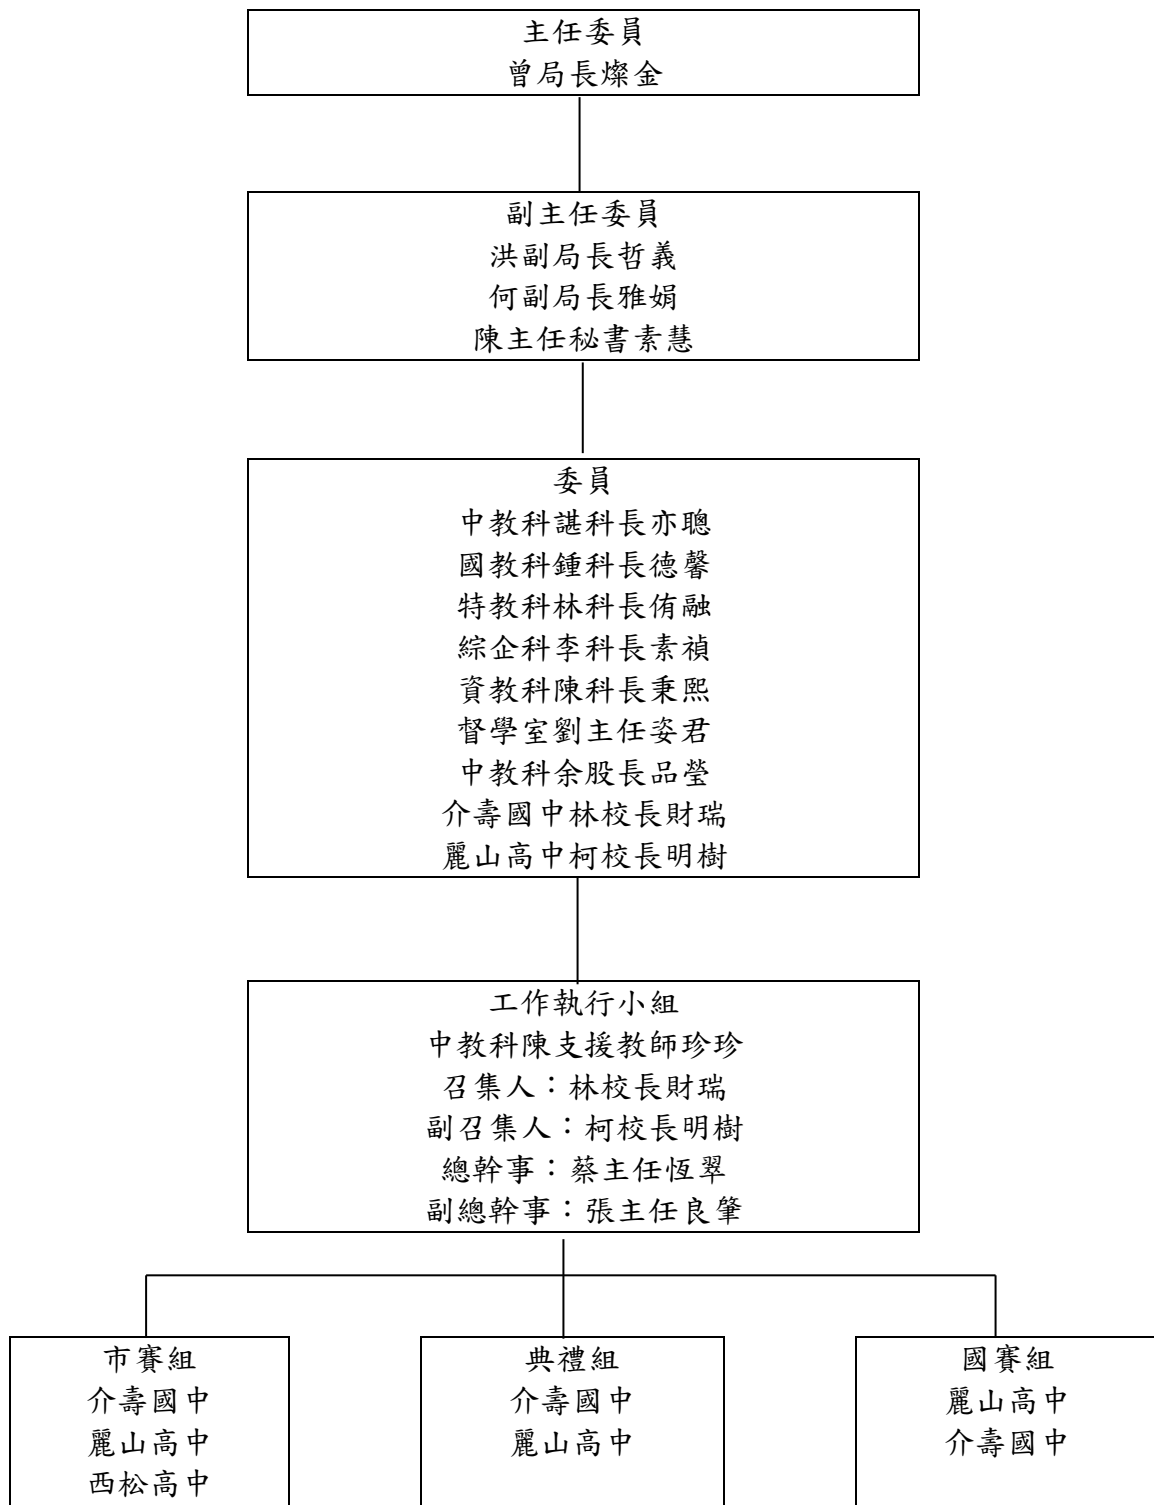 主任委員
曾局長燦金
副主任委員
洪副局長哲義
何副局長雅娟
陳主任秘書素慧
委員
中教科諶科長亦聰
國教科鍾科長德馨
特教科林科長侑融
綜企科李科長素禎
資教科陳科長秉熙
督學室劉主任姿君
中教科余股長品瑩
介壽國中林校長財瑞
麗山高中柯校長明樹
工作執行小組
中教科陳支援教師珍珍
召集人：林校長財瑞
副召集人：柯校長明樹
總幹事：蔡主任恆翠
副總幹事：張主任良肇
市賽組
介壽國中
麗山高中
西松高中
典禮組
介壽國中
麗山高中
國賽組
麗山高中
介壽國中